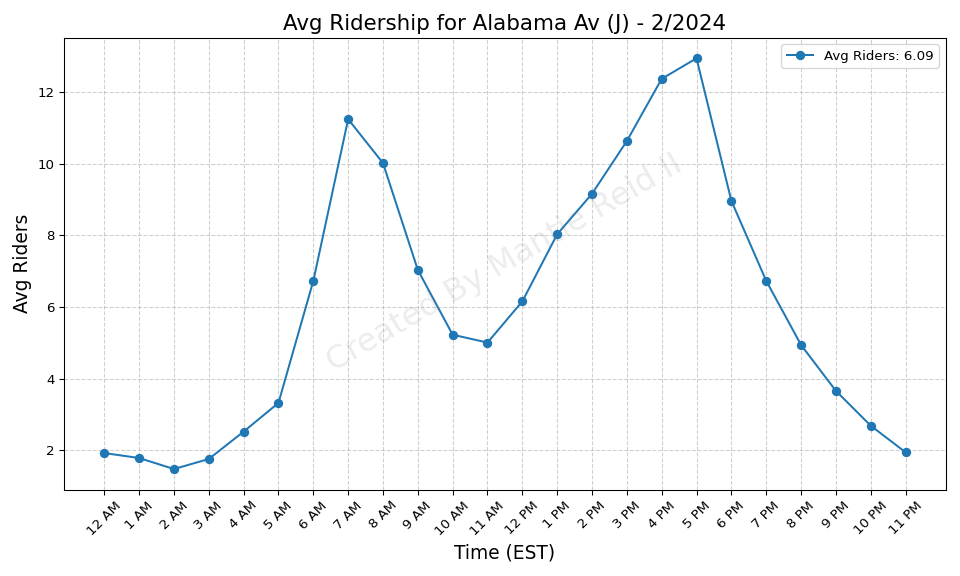 Avg Ridership for Alabama Av (J) - 2/2024
Avg Riders: 6.09
Avg Riders
12
10
8
6
4
2
Created By Mantie Reid II
12 AM
1 AM
2 AM
3 AM
4 AM
5 AM
6 AM
7 AM
8 AM
9 AM
10 AM
11 AM
12 PM
1 PM
2 PM
3 PM
4 PM
5 PM
6 PM
7 PM
8 PM
9 PM
10 PM
11 PM
Time (EST)